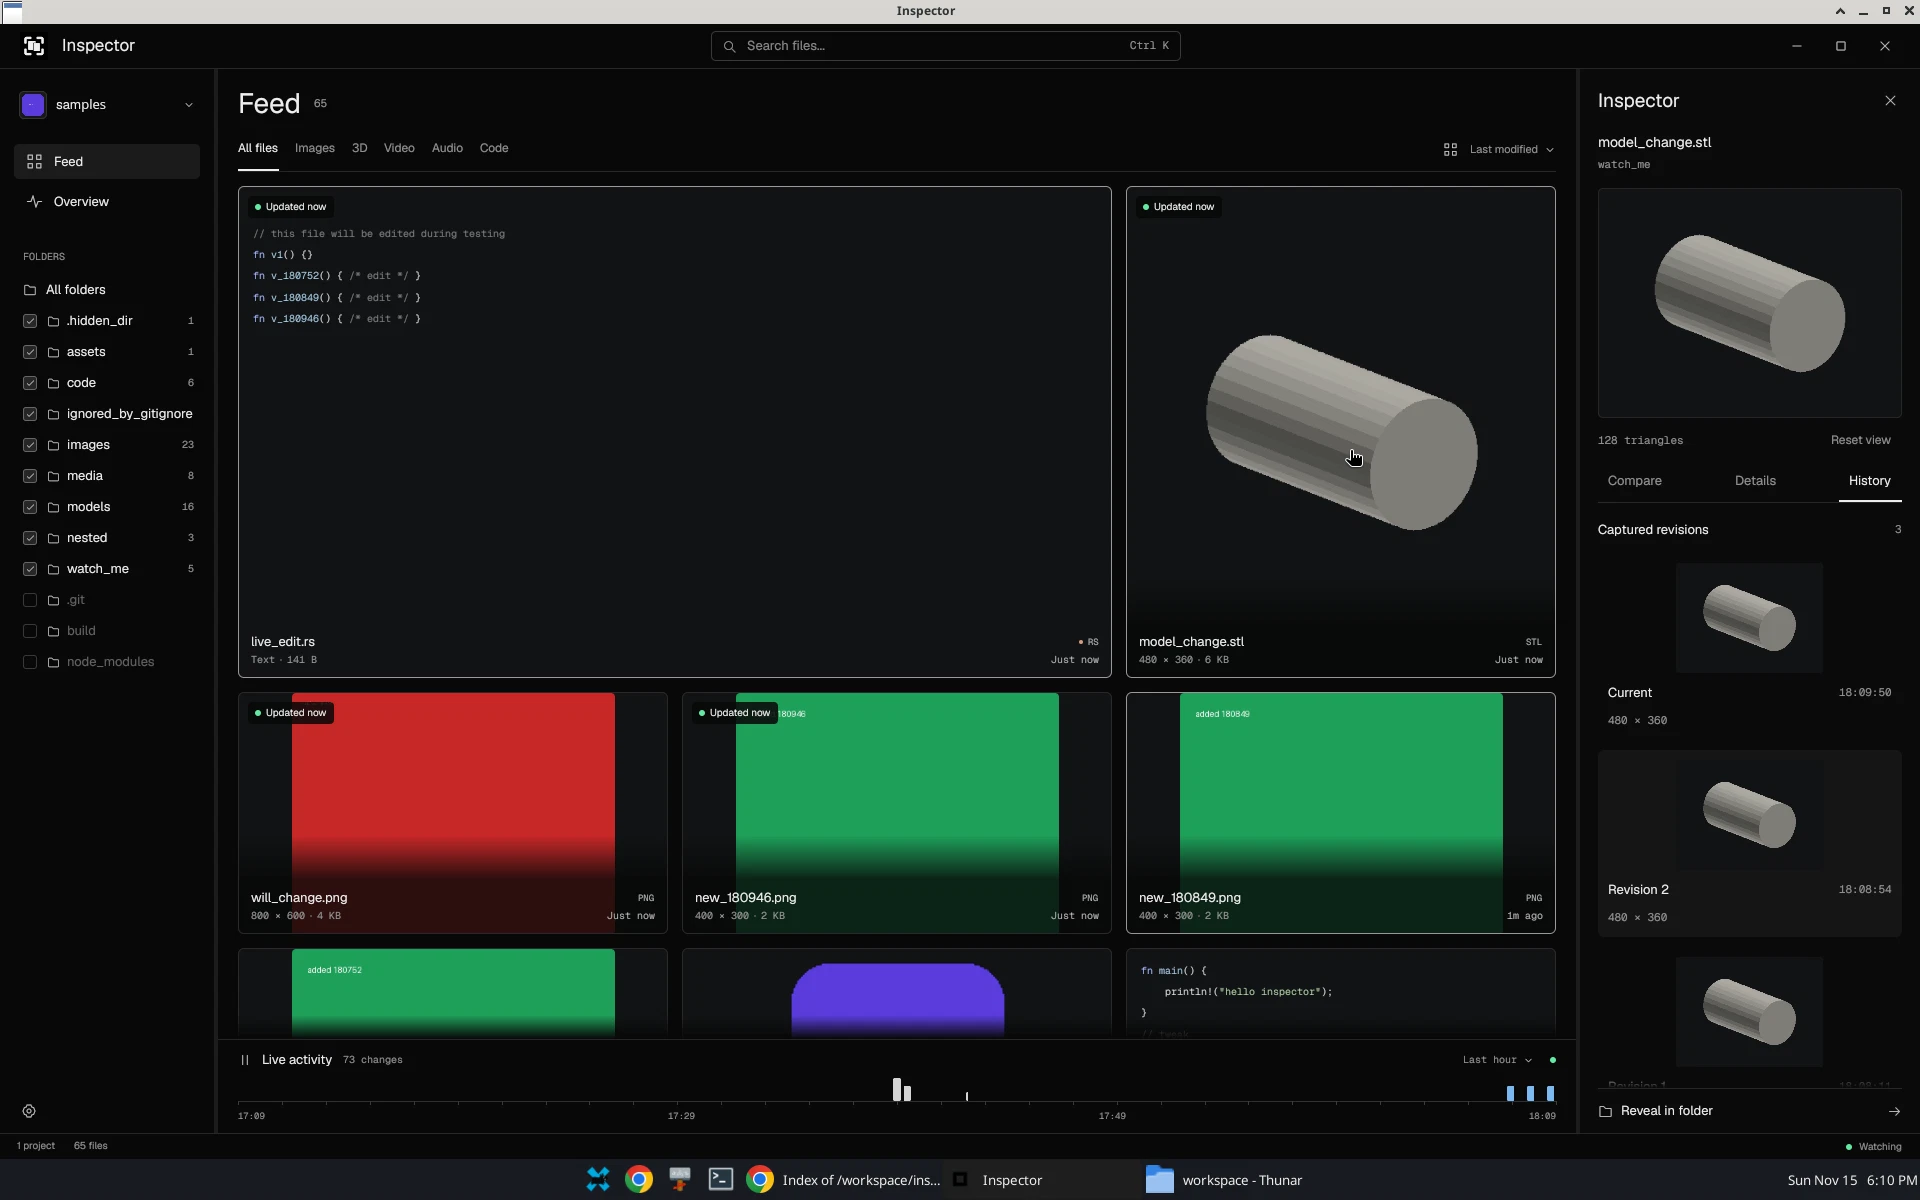 Inspector
Inspector
Search files...
Ctrl K
samples
Feed
Overview
FOLDERS
All folders
.hidden_dir 1
assets 1
code 6
ignored_by_gitignore
images 23
media 8
models 16
nested 3
watch_me 5
.git
build
node_modules
Feed 65
All files Images 3D Video Audio Code
Last modified
Updated now
// this file will be edited during testing
fn v1() {}
fn v_180752() { /* edit */ }
fn v_180849() { /* edit */ }
fn v_180946() { /* edit */ }
live_edit.rs
RS
Text · 141 B
Just now
Updated now
model_change.stl
STL
480 × 360 · 6 KB
Just now
Updated now
will_change.png
PNG
800 × 600 · 4 KB
Just now
Updated now
180946
new_180946.png
PNG
400 × 300 · 2 KB
Just now
added 180849
new_180849.png
PNG
400 × 300 · 2 KB
1m ago
added 180752
fn main() {
println!("hello inspector");
}
// tweak
Live activity 73 changes
Last hour
17:09 17:29 17:49 18:09
Inspector
model_change.stl
watch_me
128 triangles
Reset view
Compare Details History
Captured revisions 3
Current 18:09:50
480 × 360
Revision 2 18:08:54
480 × 360
Revision 1 18:08:11
Reveal in folder
1 project 65 files
Watching
Index of /workspace/ins...
Inspector
workspace - Thunar
Sun Nov 15 6:10 PM